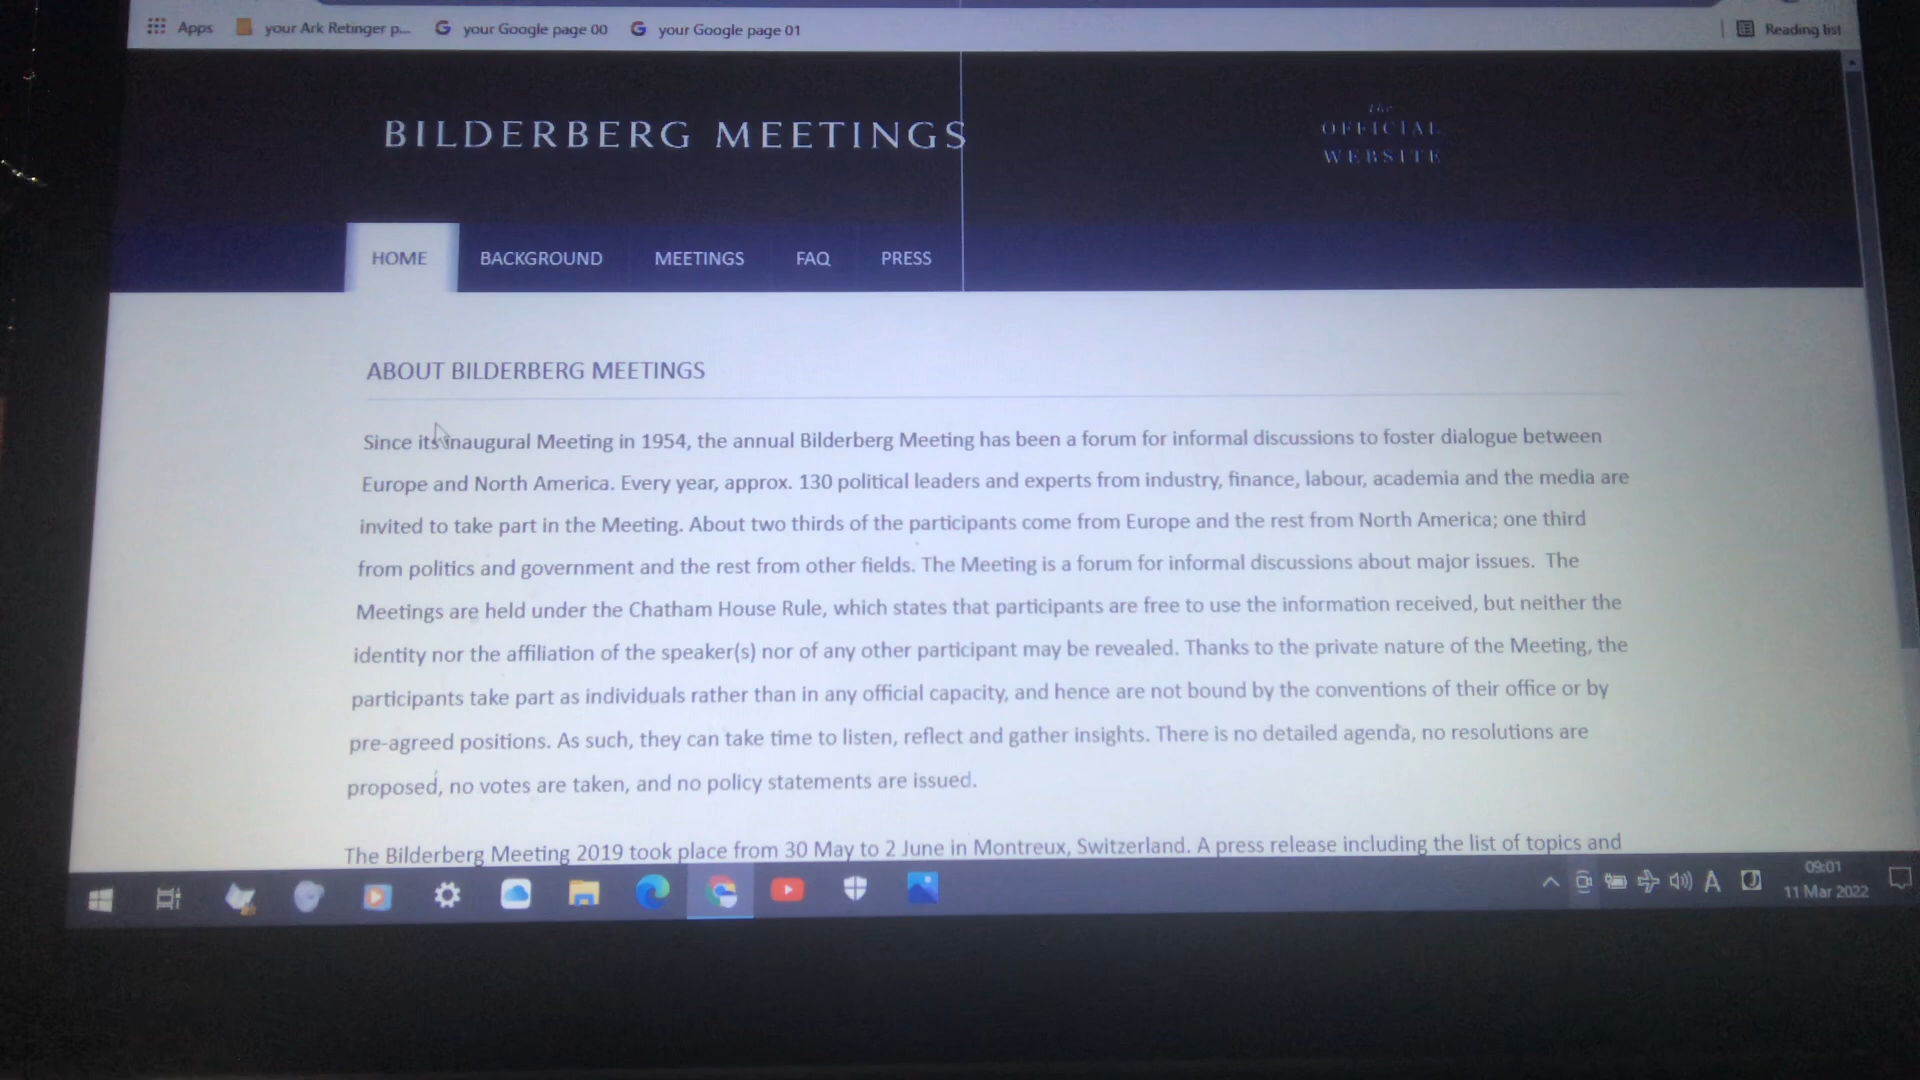 Apps your Ark Retinger p... your Google page 00 your Google page 01 Reading list
BILDERBERG MEETINGS
the
OFFICIAL
WEBSITE
HOME BACKGROUND MEETINGS FAQ PRESS
ABOUT BILDERBERG MEETINGS
Since its inaugural Meeting in 1954, the annual Bilderberg Meeting has been a forum for informal discussions to foster dialogue between
Europe and North America. Every year, approx. 130 political leaders and experts from industry, finance, labour, academia and the media are
invited to take part in the Meeting. About two thirds of the participants come from Europe and the rest from North America; one third
from politics and government and the rest from other fields. The Meeting is a forum for informal discussions about major issues. The
Meetings are held under the Chatham House Rule, which states that participants are free to use the information received, but neither the
identity nor the affiliation of the speaker(s) nor of any other participant may be revealed. Thanks to the private nature of the Meeting, the
participants take part as individuals rather than in any official capacity, and hence are not bound by the conventions of their office or by
pre-agreed positions. As such, they can take time to listen, reflect and gather insights. There is no detailed agenda, no resolutions are
proposed, no votes are taken, and no policy statements are issued.
The Bilderberg Meeting 2019 took place from 30 May to 2 June in Montreux, Switzerland. A press release including the list of topics and
A
09:01
11 Mar 2022